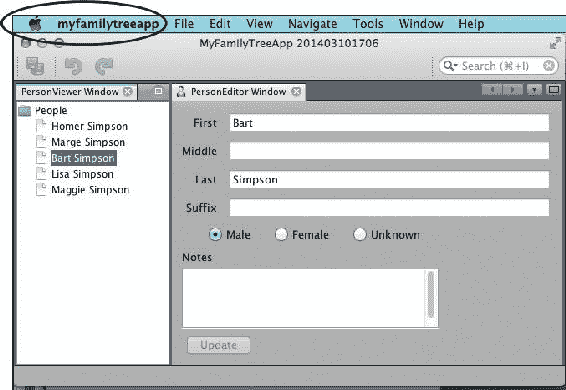 myfamilytreeapp File Edit View Navigate Tools Window Help
MyFamilyTreeApp 201403101706
Search (⌘+I)
PersonViewer Window
PersonEditor Window
People
Homer Simpson
Marge Simpson
Bart Simpson
Lisa Simpson
Maggie Simpson
First Bart
Middle
Last Simpson
Suffix
Male Female Unknown
Notes
Update